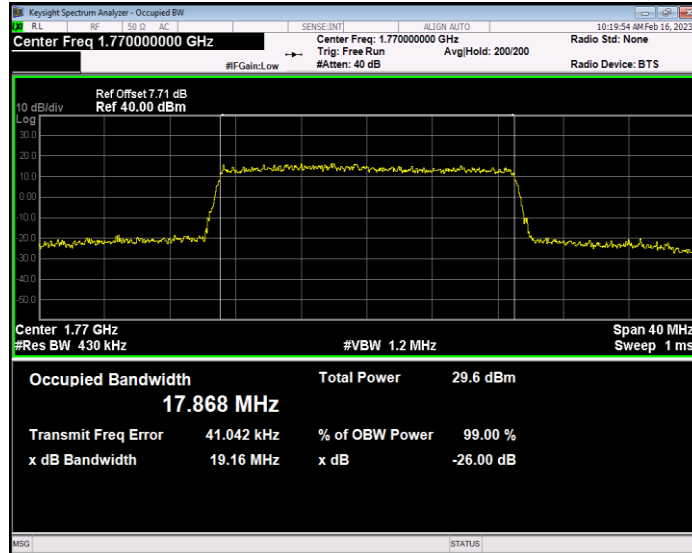 Keysight Spectrum Analyzer - Occupied BW
RL RF 50 Ω AC SENSE:INT ALIGN AUTO 10:19:54 AM Feb 16, 2023
Center Freq 1.770000000 GHz Center Freq: 1.770000000 GHz Radio Std: None
Trig: Free Run Avg|Hold: 200/200
#IFGain:Low #Atten: 40 dB Radio Device: BTS
Ref Offset 7.71 dB
10 dB/div Ref 40.00 dBm
Log
30.0
20.0
10.0
0.00
-10.0
-20.0
-30.0
-40.0
-50.0
Center 1.77 GHz Span 40 MHz
#Res BW 430 kHz #VBW 1.2 MHz Sweep 1 ms
Occupied Bandwidth Total Power 29.6 dBm
17.868 MHz
Transmit Freq Error 41.042 kHz % of OBW Power 99.00 %
x dB Bandwidth 19.16 MHz x dB -26.00 dB
MSG STATUS